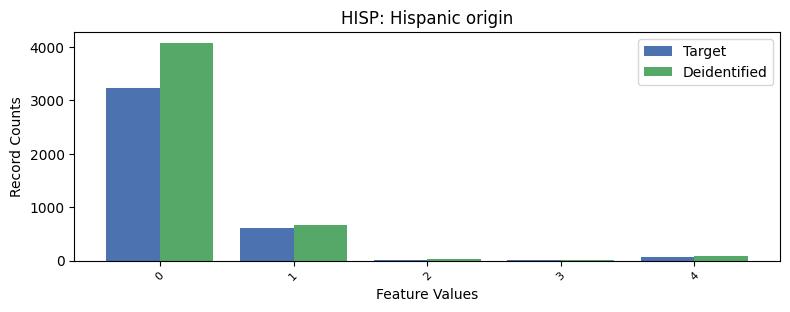 HISP: Hispanic origin
Target
Deidentified
Record Counts
4000
3000
2000
1000
0
0 1 2 3 4
Feature Values